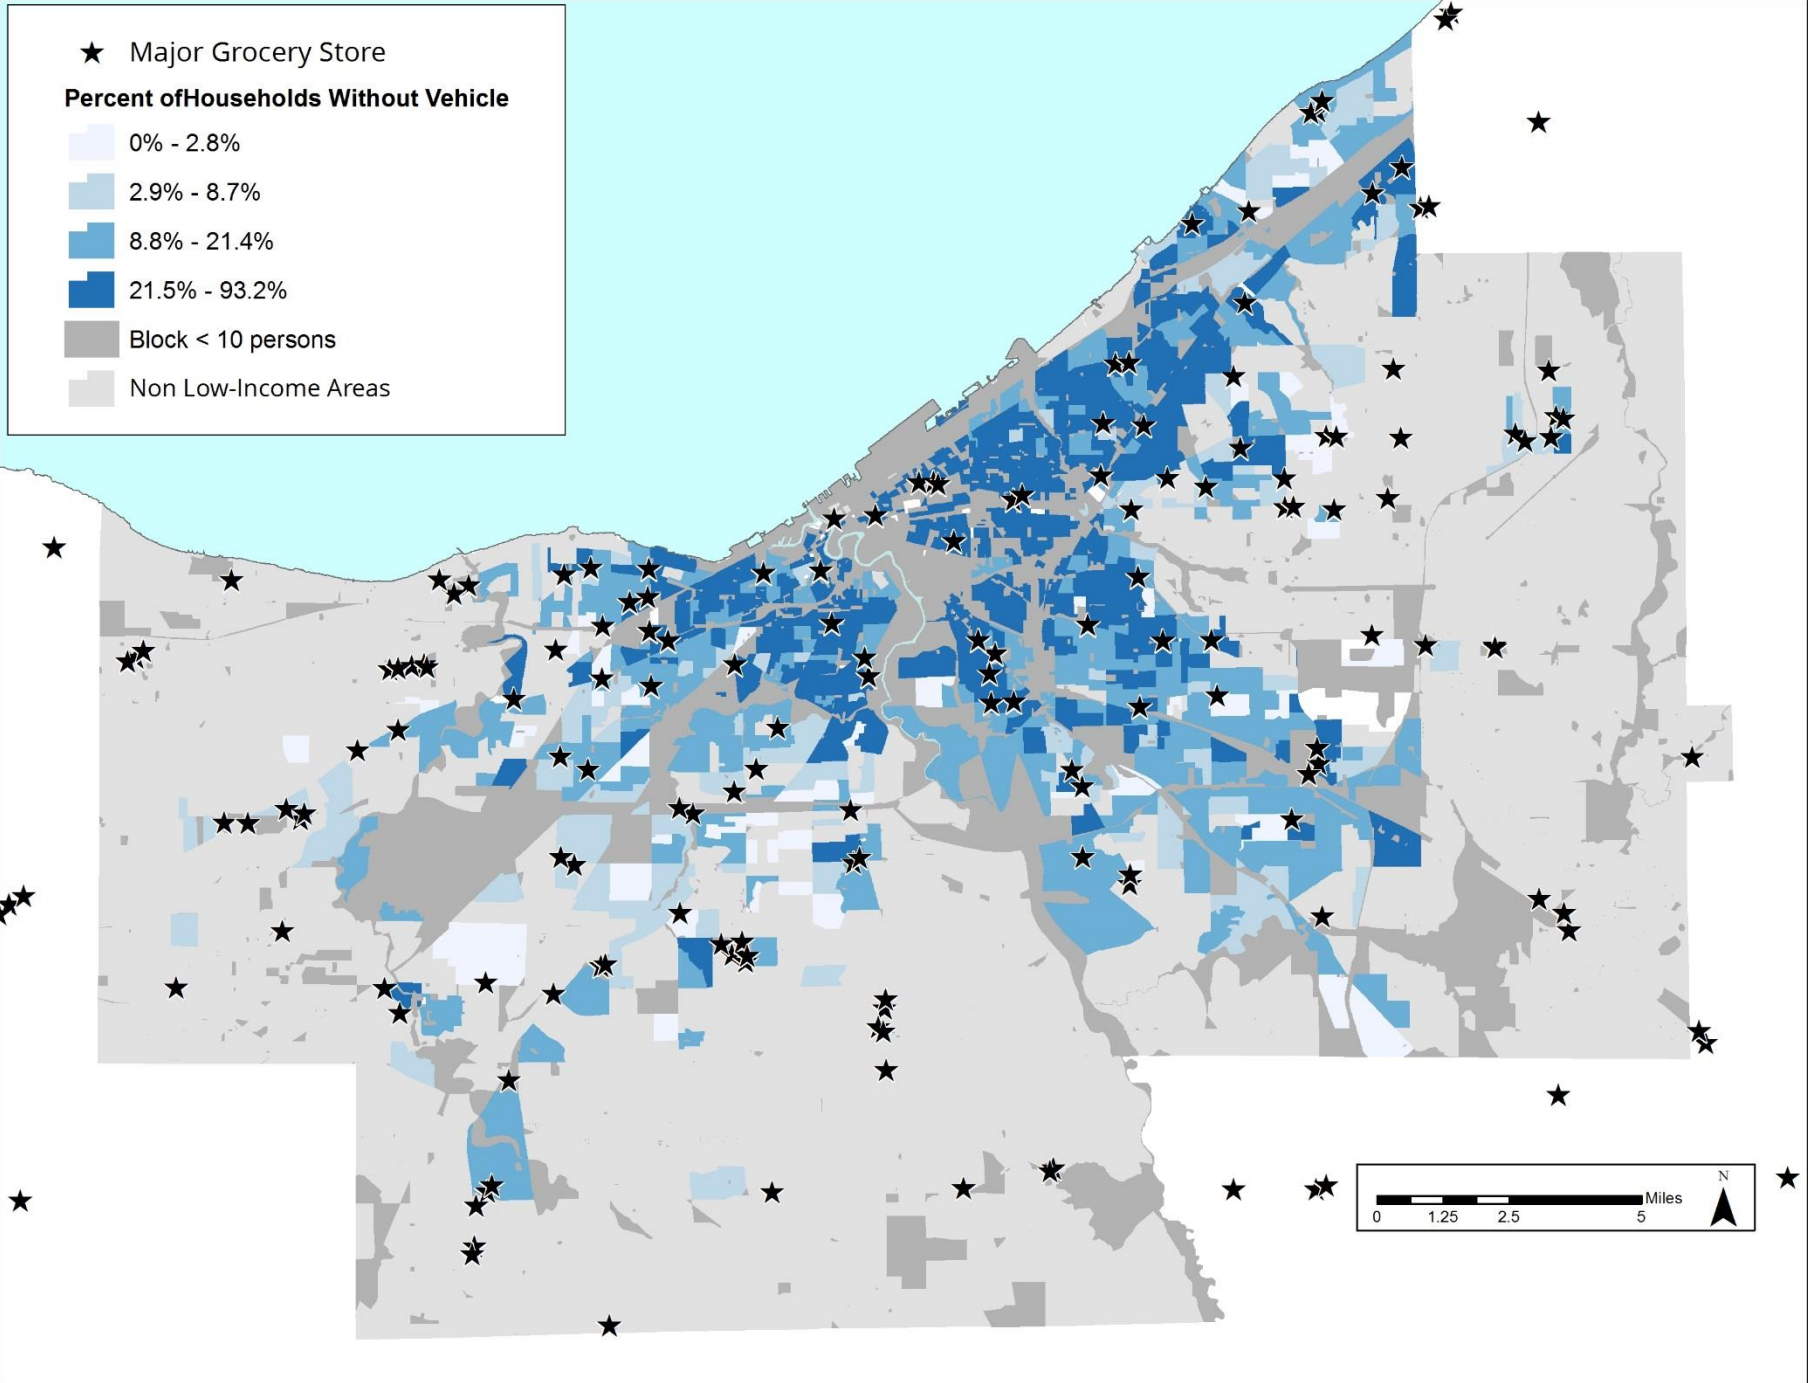 Major Grocery Store
Percent ofHouseholds Without Vehicle
0% - 2.8%
2.9% - 8.7%
8.8% - 21.4%
21.5% - 93.2%
Block < 10 persons
Non Low-Income Areas
N
Miles
0 1.25 2.5 5